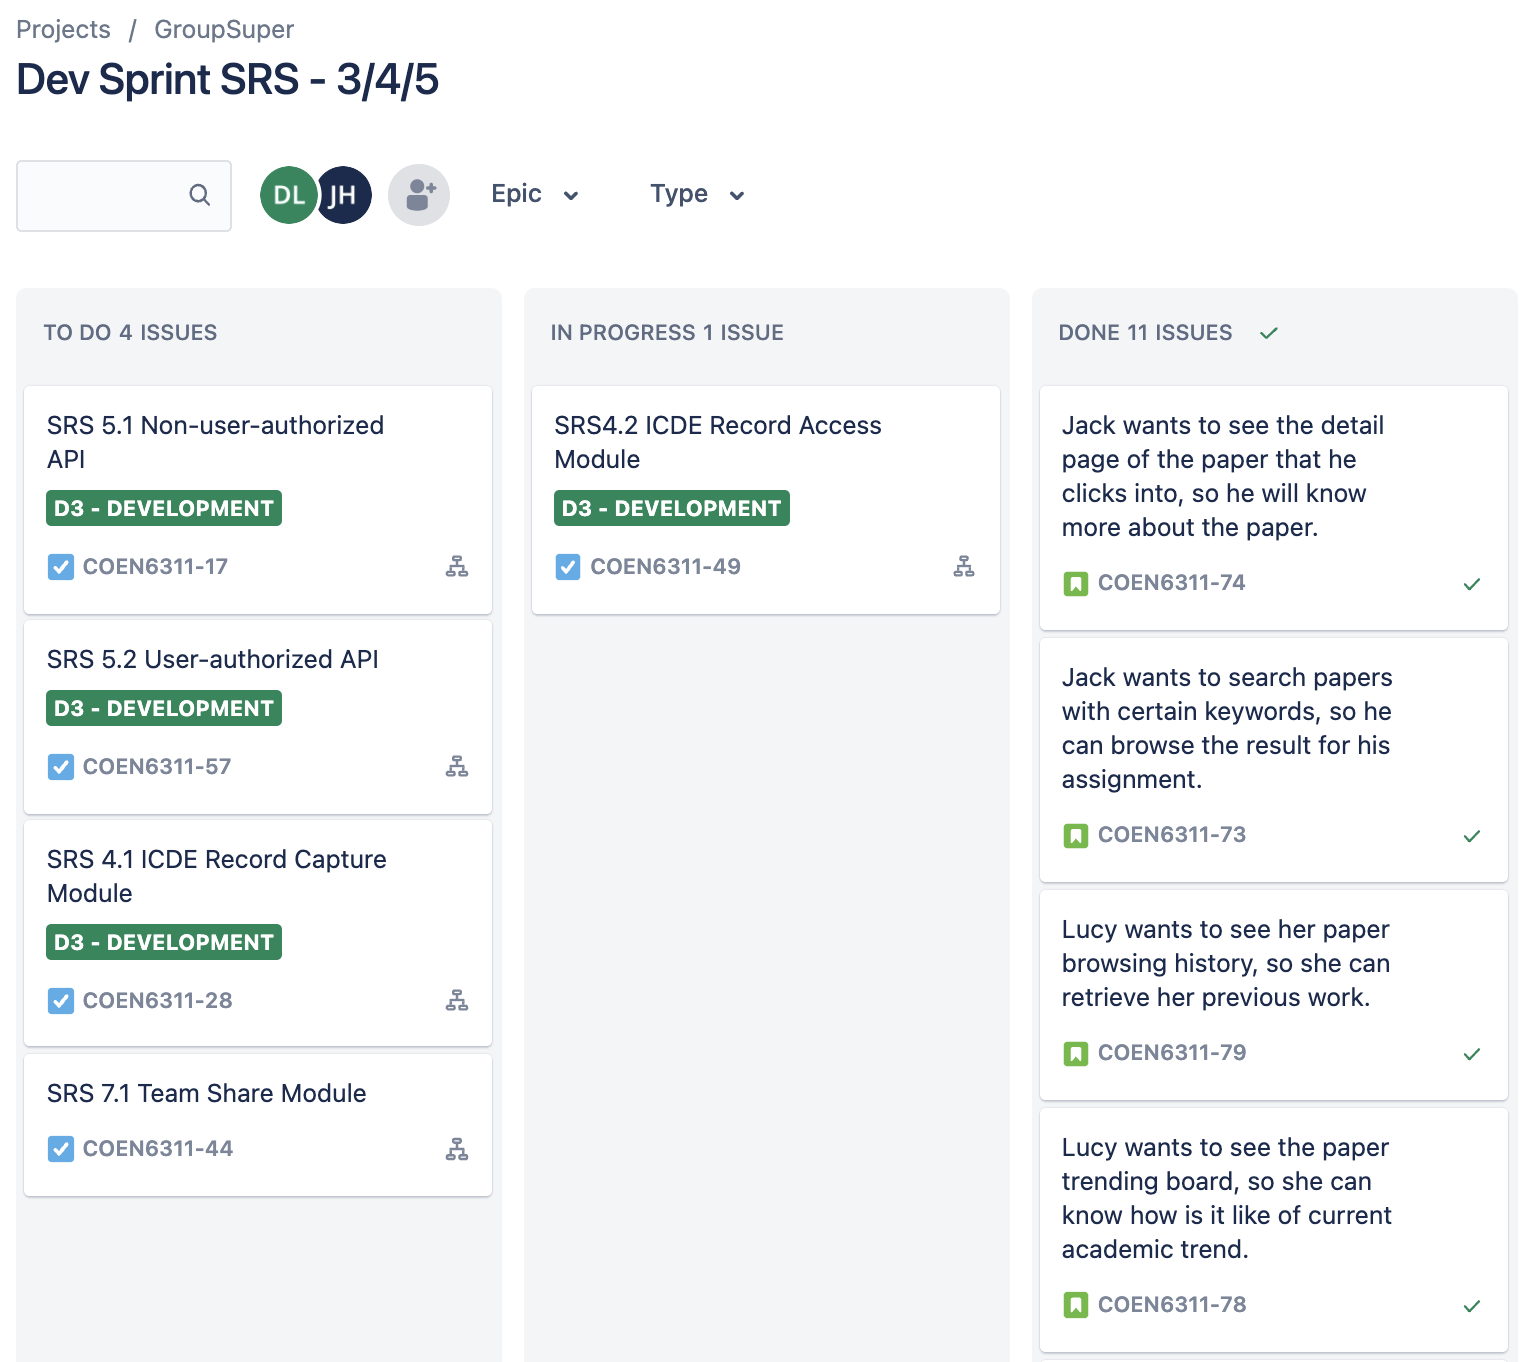 Projects / GroupSuper
Dev Sprint SRS - 3/4/5
DL JH Epic Type
TO DO 4 ISSUES
SRS 5.1 Non-user-authorized
API
D3 - DEVELOPMENT
COEN6311-17
SRS 5.2 User-authorized API
D3 - DEVELOPMENT
COEN6311-57
SRS 4.1 ICDE Record Capture
Module
D3 - DEVELOPMENT
COEN6311-28
SRS 7.1 Team Share Module
COEN6311-44
IN PROGRESS 1 ISSUE
SRS4.2 ICDE Record Access
Module
D3 - DEVELOPMENT
COEN6311-49
DONE 11 ISSUES
Jack wants to see the detail
page of the paper that he
clicks into, so he will know
more about the paper.
COEN6311-74
Jack wants to search papers
with certain keywords, so he
can browse the result for his
assignment.
COEN6311-73
Lucy wants to see her paper
browsing history, so she can
retrieve her previous work.
COEN6311-79
Lucy wants to see the paper
trending board, so she can
know how is it like of current
academic trend.
COEN6311-78